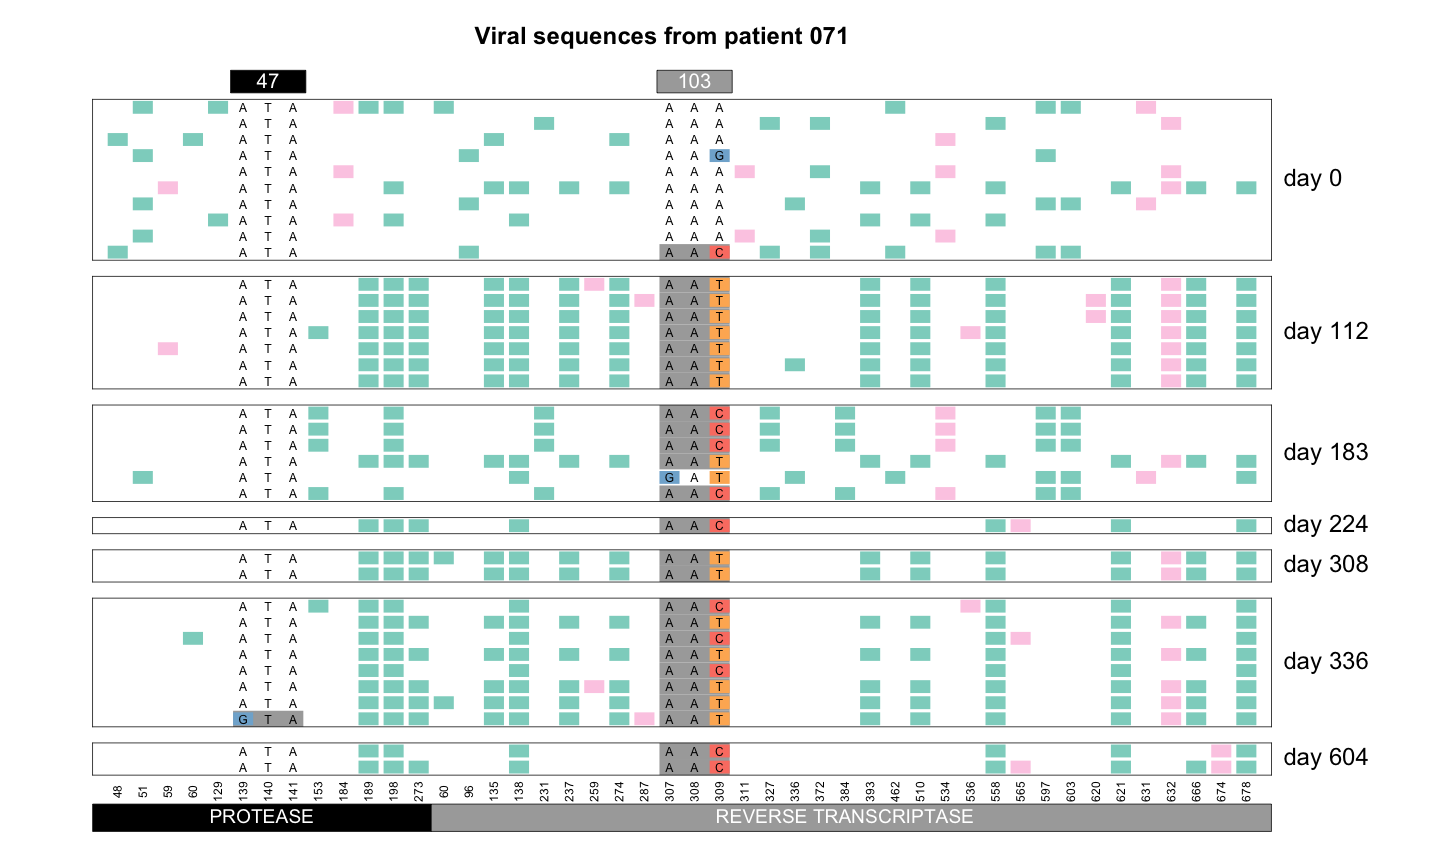 Viral sequences from patient 071
47 103
A T A A A A
A T A A A A
A T A A A A
A T A A A G
A T A A A A
A T A A A A
A T A A A A
A T A A A A
A T A A A A
A T A A A C
day 0
A T A A A T
A T A A A T
A T A A A T
A T A A A T
A T A A A T
A T A A A T
A T A A A T
day 112
A T A A A C
A T A A A C
A T A A A C
A T A A A T
A T A G A T
A T A A A C
day 183
A T A A A C
day 224
A T A A A T
A T A A A T
day 308
A T A A A C
A T A A A T
A T A A A C
A T A A A T
A T A A A C
A T A A A T
A T A A A T
G T A A A T
day 336
A T A A A C
A T A A A C
day 604
48 51 59 60 129 139 140 141 153 184 189 198 273 60 96 135 138 231 237 259 274 287 307 308 309 311 327 336 372 384 393 462 510 534 536 558 565 597 603 620 621 631 632 666 674 678
PROTEASE REVERSE TRANSCRIPTASE